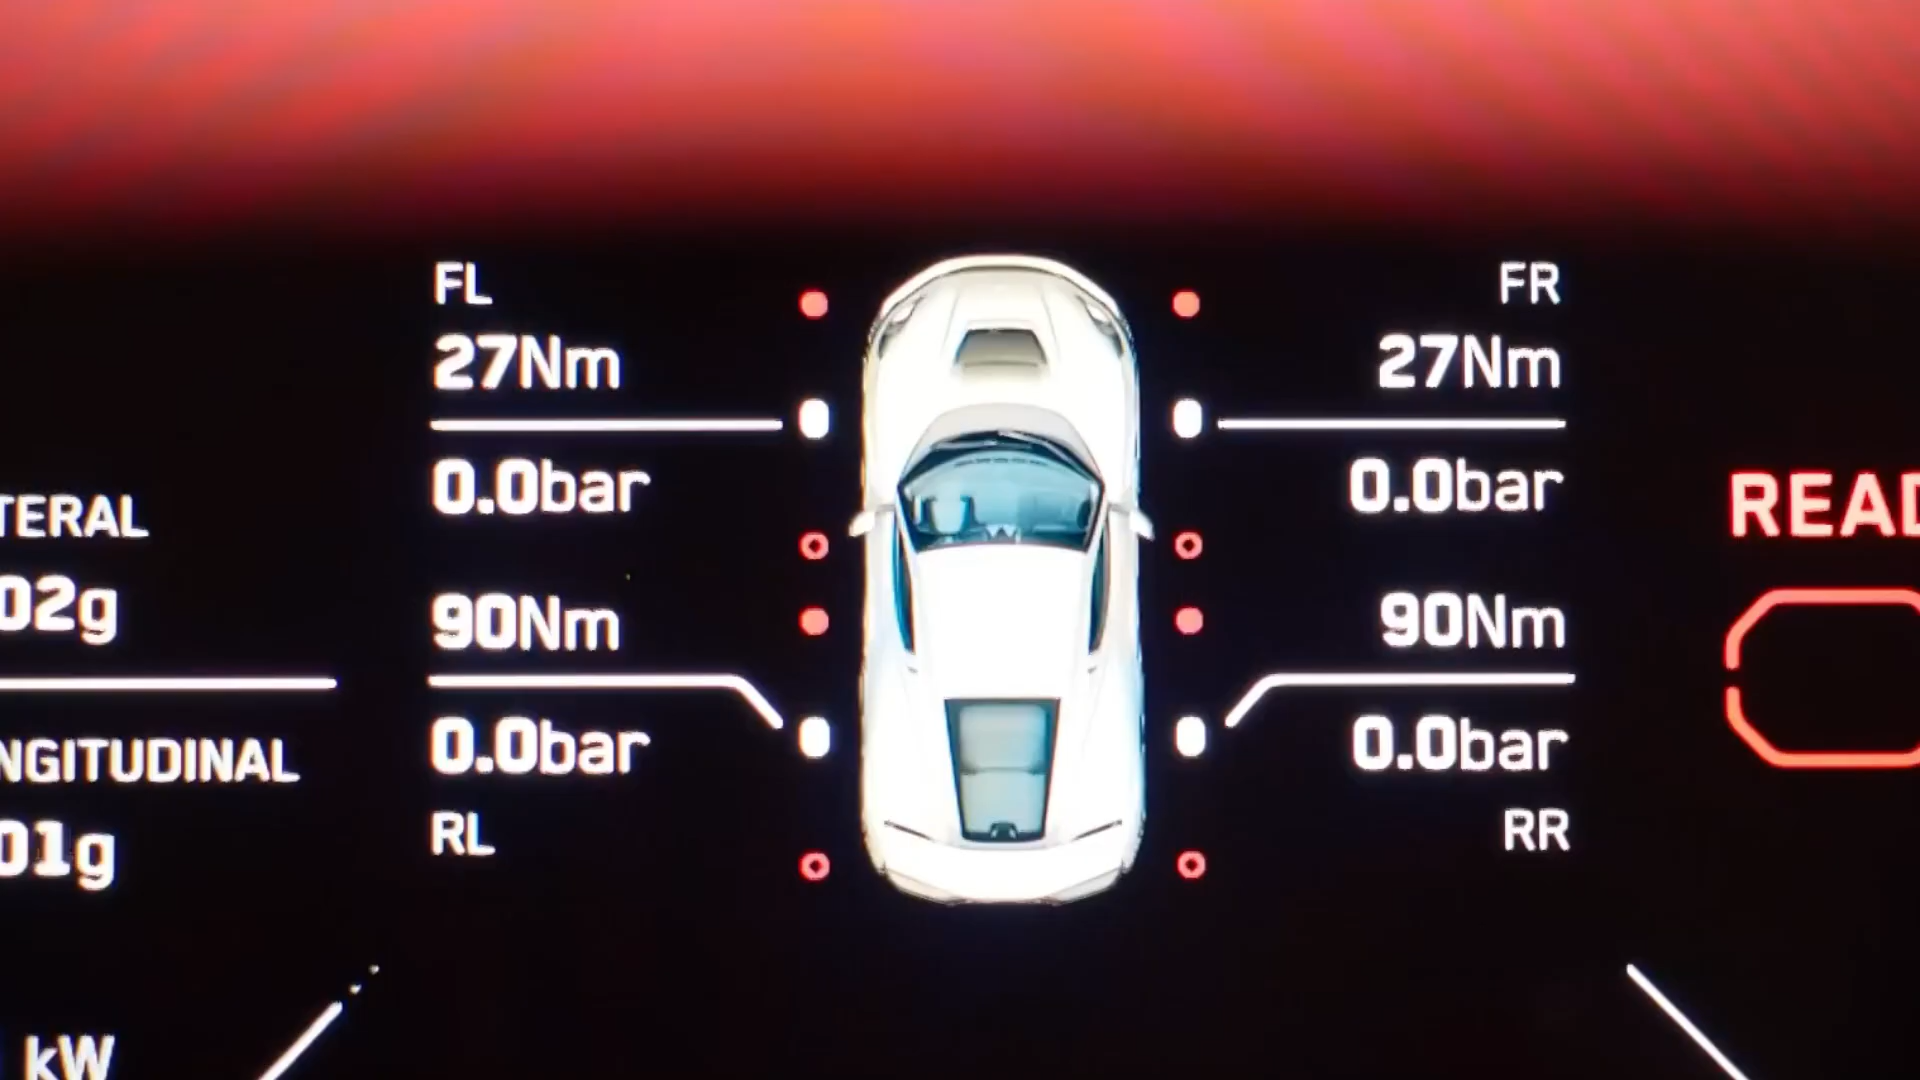 FL
27Nm
0.0bar
90Nm
0.0bar
RL
FR
27Nm
0.0bar
90Nm
0.0bar
RR
TERAL
02g
NGITUDINAL
01g
kW
READ